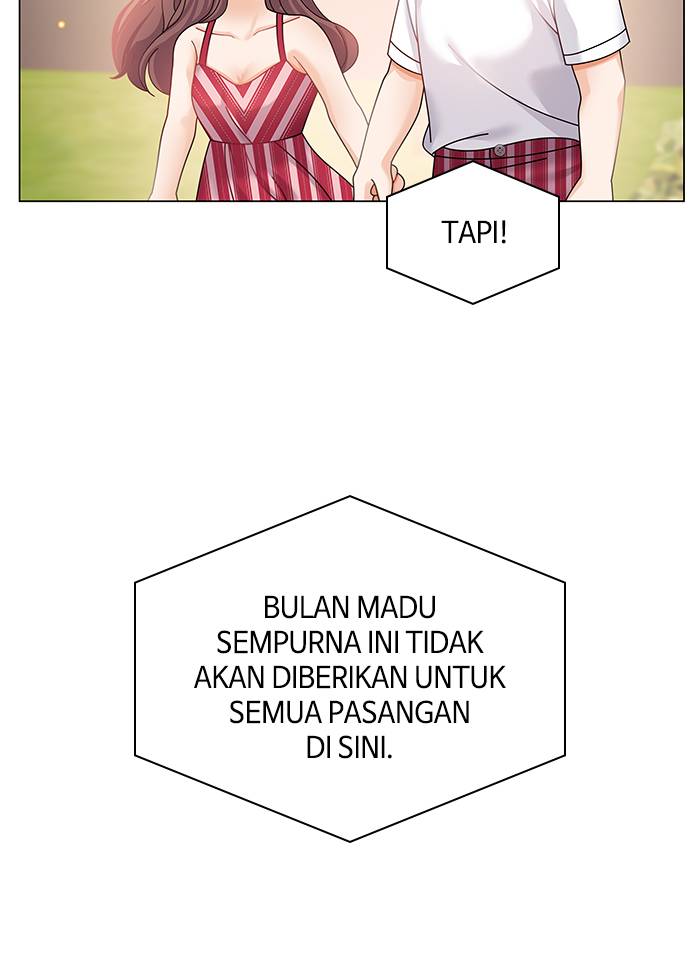 TAPI!
BULAN MADU
SEMPURNA INI TIDAK
AKAN DIBERIKAN UNTUK
SEMUA PASANGAN
DI SINI.